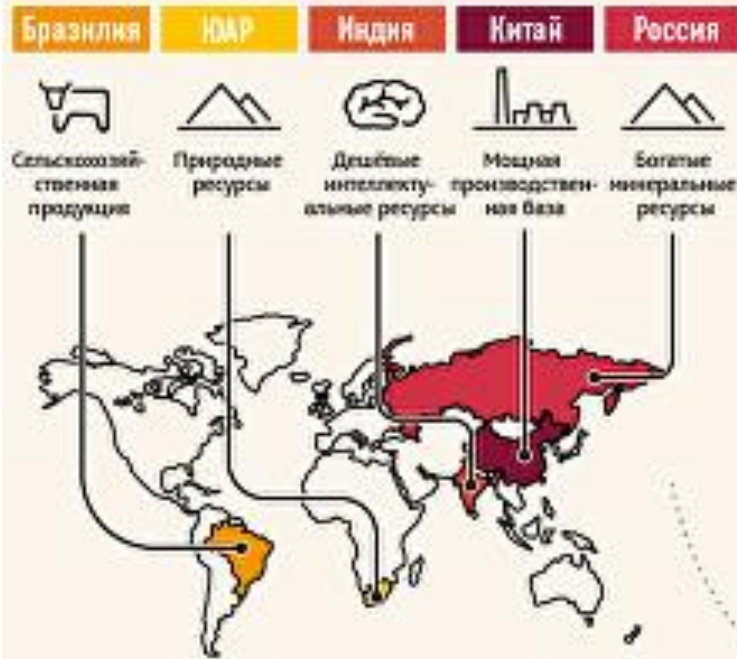 Бразилия
ЮАР
Индия
Китай
Россия
Сельскохозяй-
ственная
продукция
Природные
ресурсы
Дешёвые
интеллекту-
альные ресурсы
Мощная
производствен-
ная база
Богатые
минеральные
ресурсы